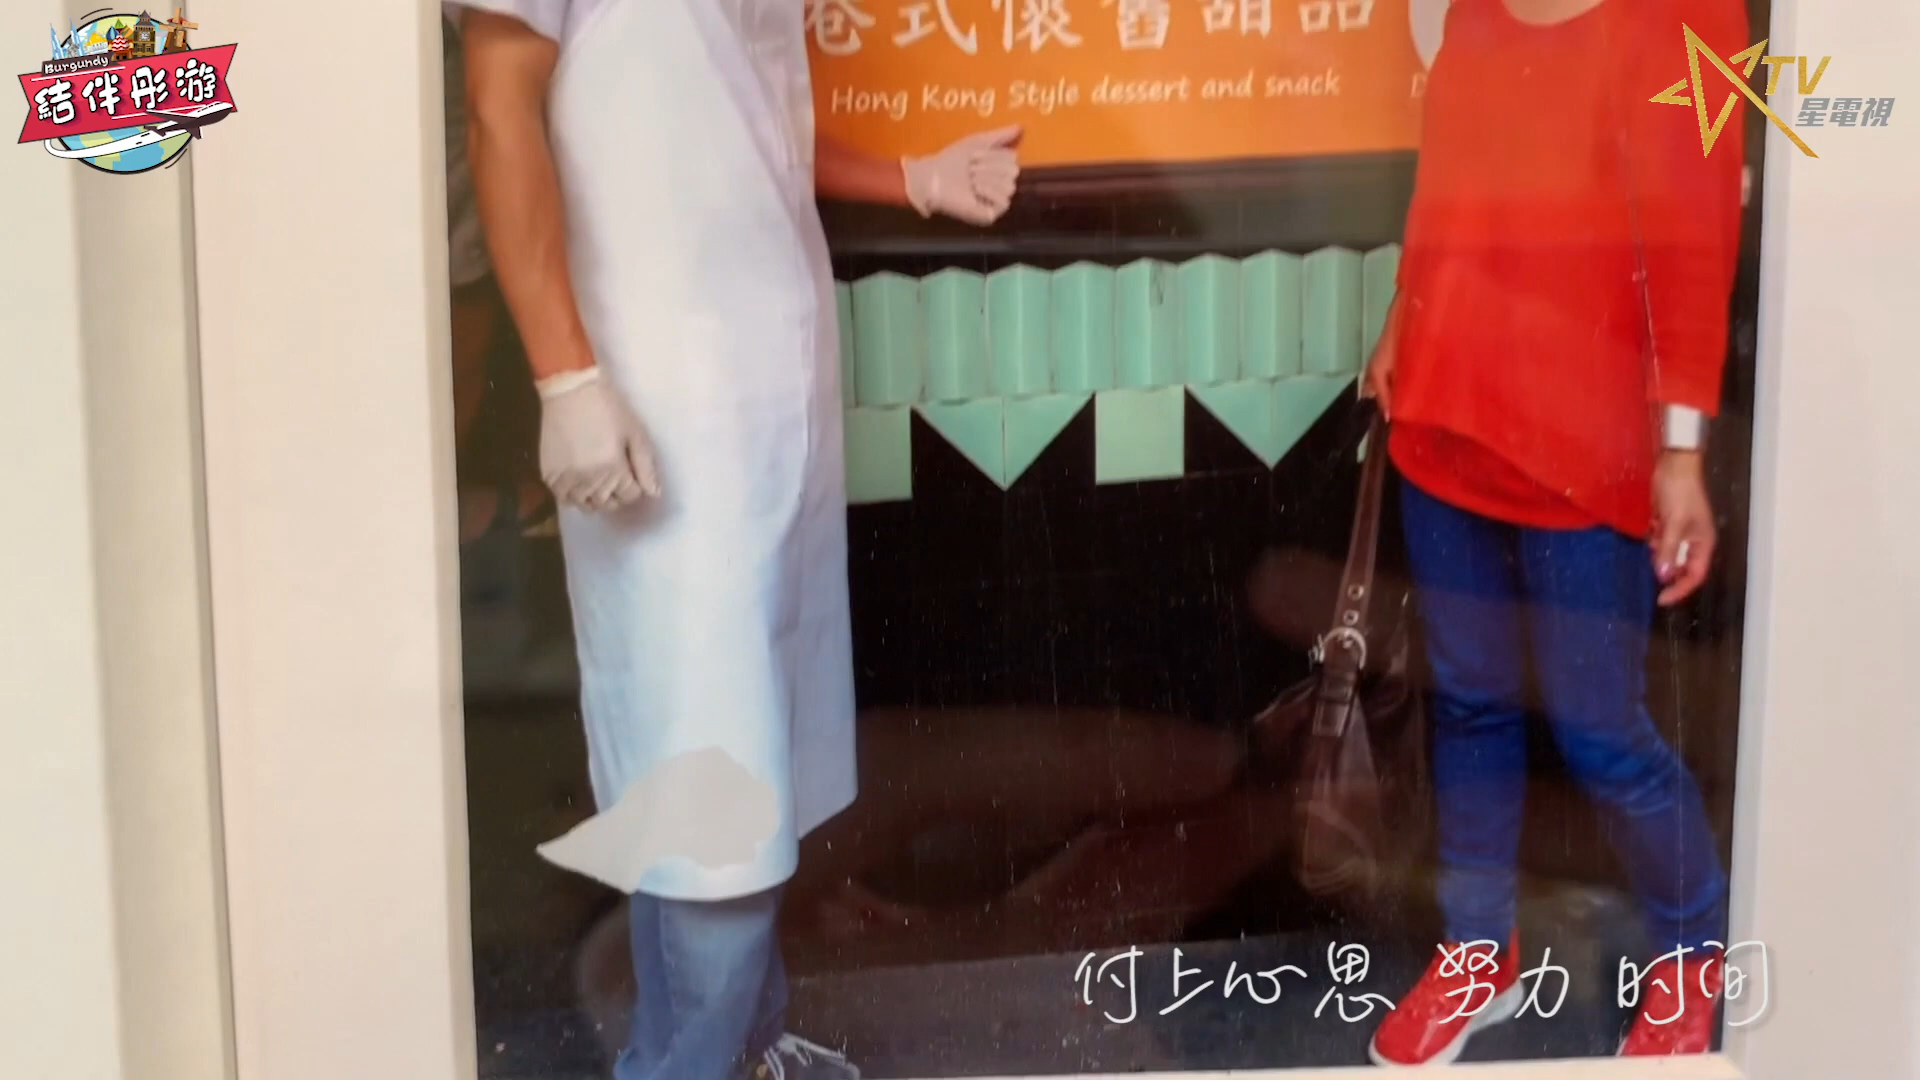 Burgundy
結伴彤游
TV
星電視
港式懷舊甜品
Hong Kong Style dessert and snack
付上心思 努力 时间